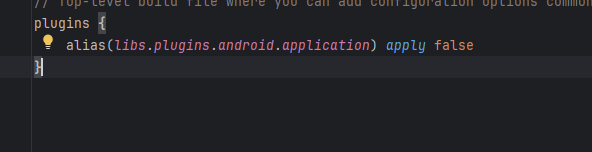 // Top-level build file where you can add configuration options common
plugins {
alias(libs.plugins.android.application) apply false
}